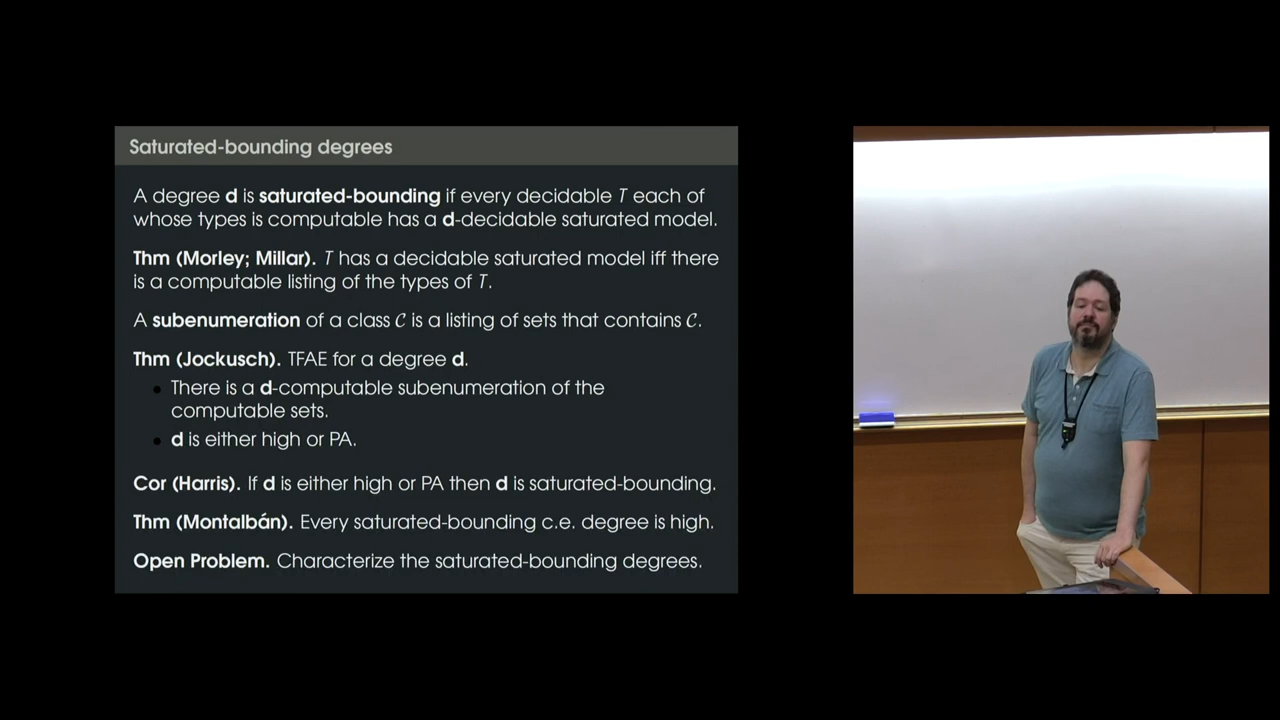 Saturated-bounding degrees
A degree d is saturated-bounding if every decidable T each of
whose types is computable has a d-decidable saturated model.
Thm (Morley; Millar). T has a decidable saturated model iff there
is a computable listing of the types of T.
A subenumeration of a class 𝒞 is a listing of sets that contains 𝒞.
Thm (Jockusch). TFAE for a degree d.
• There is a d-computable subenumeration of the
computable sets.
• d is either high or PA.
Cor (Harris). If d is either high or PA then d is saturated-bounding.
Thm (Montalbán). Every saturated-bounding c.e. degree is high.
Open Problem. Characterize the saturated-bounding degrees.